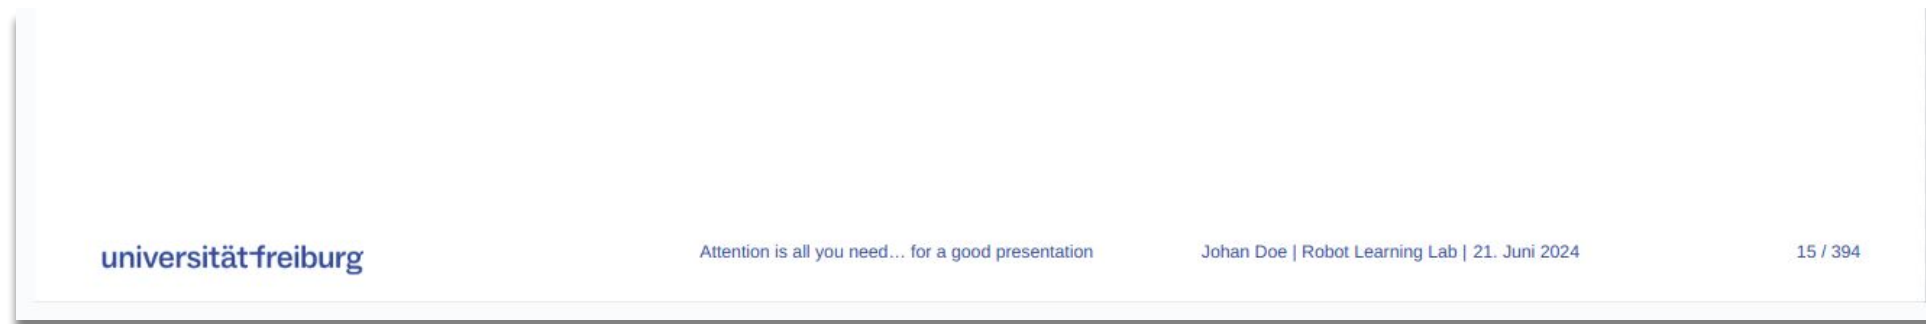 universität freiburg
Attention is all you need… for a good presentation
Johan Doe | Robot Learning Lab | 21. Juni 2024
15 / 394